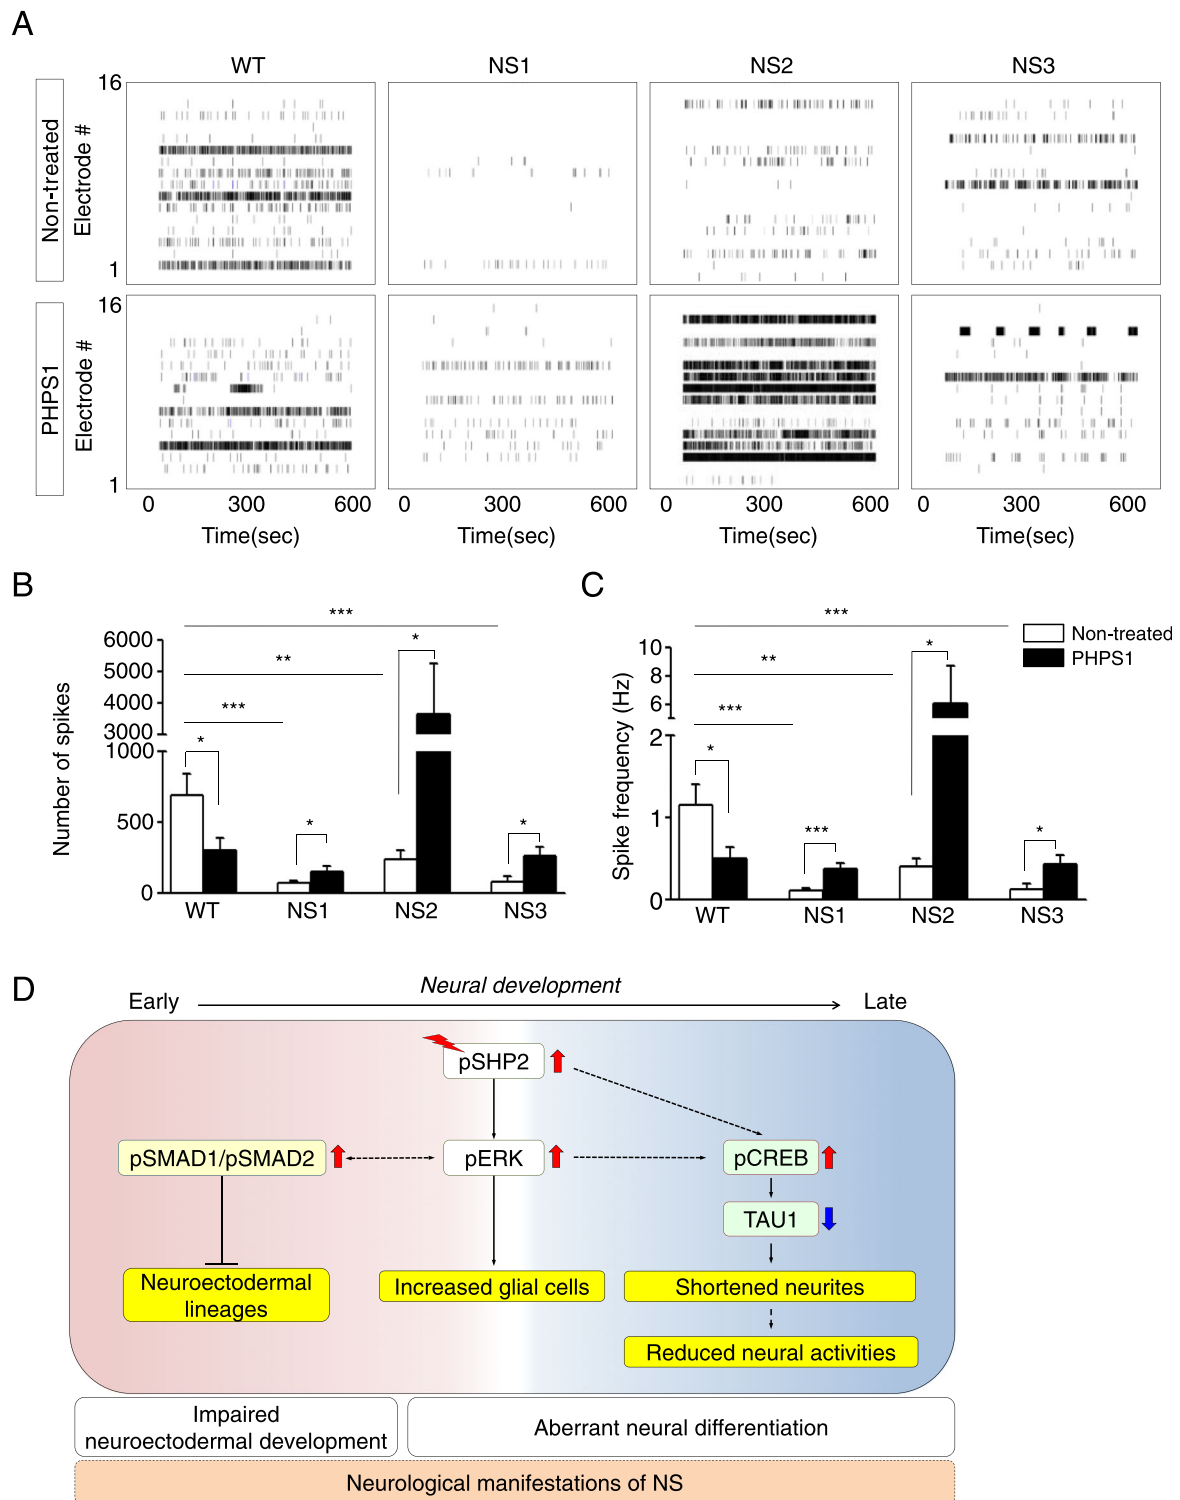 A
WT NS1 NS2 NS3
Non-treated
Electrode #
16
1
PHPS1
Electrode #
16
1
0 300 600 0 300 600 0 300 600 0 300 600
Time(sec) Time(sec) Time(sec) Time(sec)
B
Number of spikes
6000
5000
4000
3000
1000
500
0
***
**
***
*
*
*
*
WT NS1 NS2 NS3
C
Spike frequency (Hz)
10
8
6
4
2
1
0
***
**
***
*
***
*
*
WT NS1 NS2 NS3
Non-treated
PHPS1
D
Neural development
Early Late
pSHP2
pSMAD1/pSMAD2 pERK pCREB
TAU1
Neuroectodermal
lineages
Increased glial cells
Shortened neurites
Reduced neural activities
Impaired
neuroectodermal development
Aberrant neural differentiation
Neurological manifestations of NS